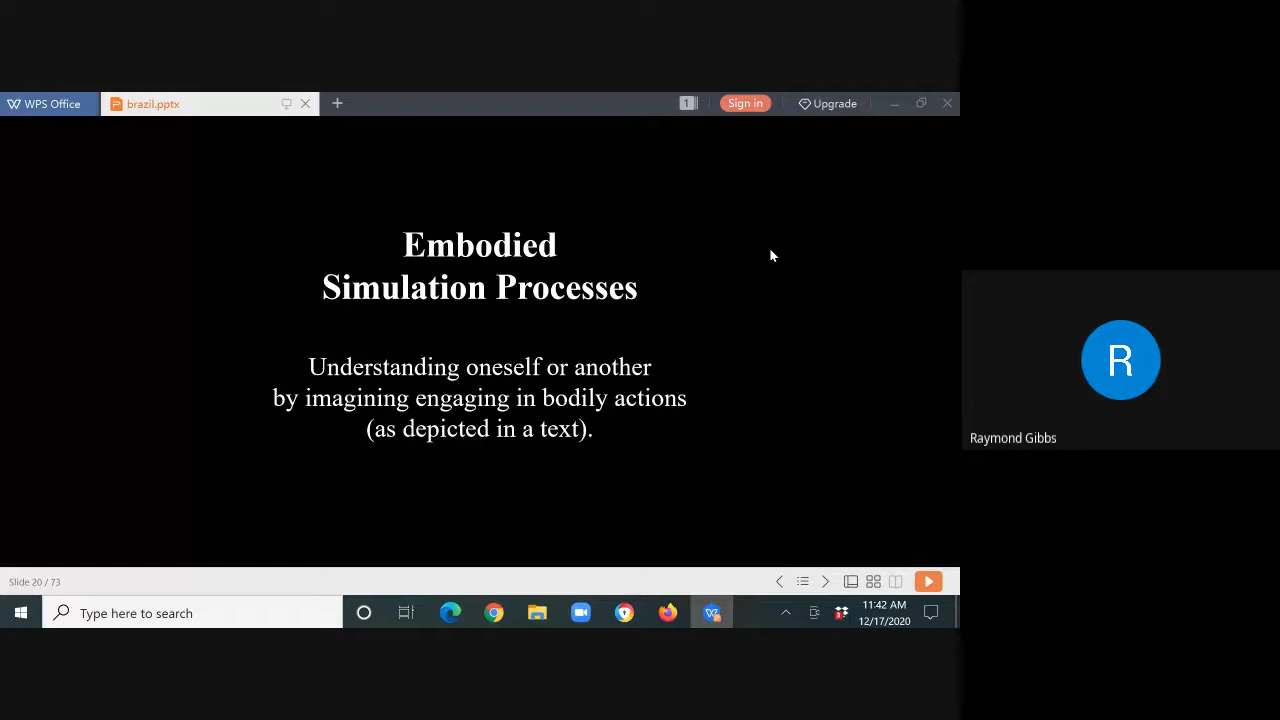 WPS Office
brazil.pptx
1
Sign in
Upgrade
Embodied
Simulation Processes
Understanding oneself or another
by imagining engaging in bodily actions
(as depicted in a text).
R
Raymond Gibbs
Slide 20 / 73
Type here to search
11:42 AM
12/17/2020